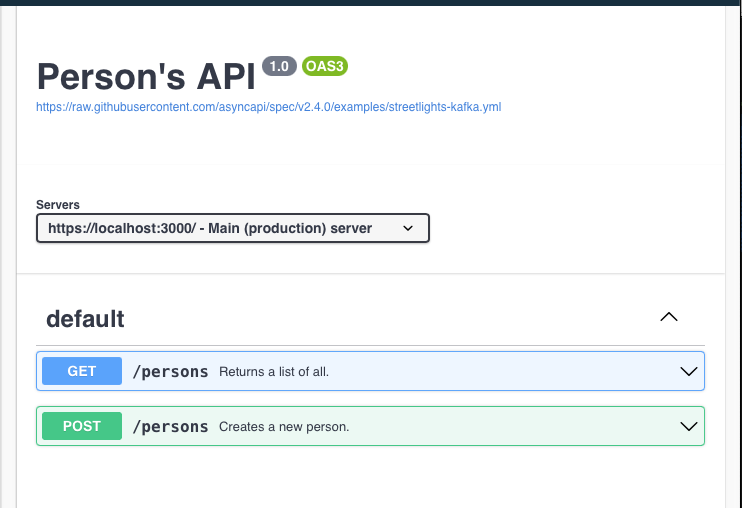 Person's API 1.0 OAS3
https://raw.githubusercontent.com/asyncapi/spec/v2.4.0/examples/streetlights-kafka.yml
Servers
https://localhost:3000/ - Main (production) server
default
GET /persons Returns a list of all.
POST /persons Creates a new person.